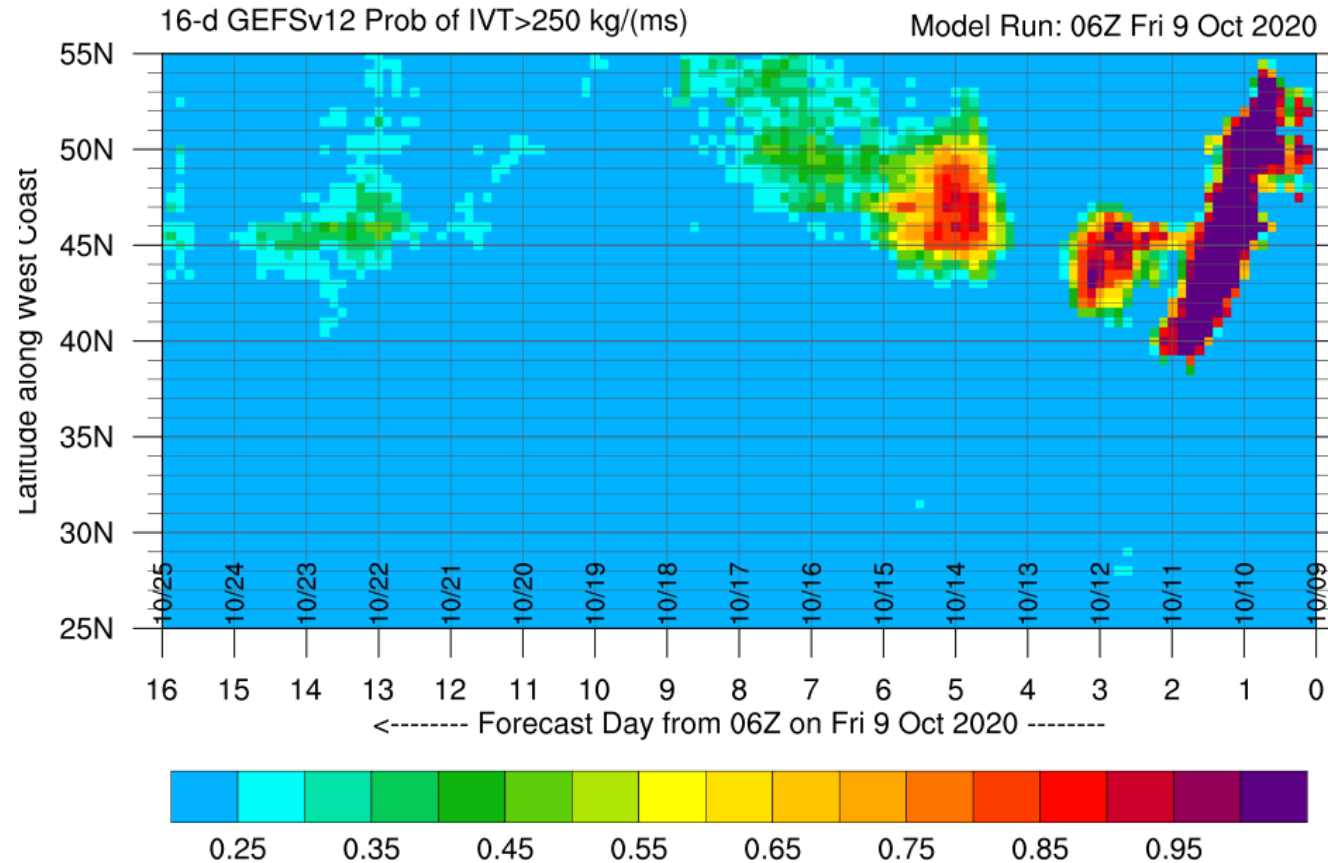 16-d GEFSv12 Prob of IVT>250 kg/(ms)
Model Run: 06Z Fri 9 Oct 2020
Latitude along West Coast
55N
50N
45N
40N
35N
30N
25N
10/25 10/24 10/23 10/22 10/21 10/20 10/19 10/18 10/17 10/16 10/15 10/14 10/13 10/12 10/11 10/10 10/09
16 15 14 13 12 11 10 9 8 7 6 5 4 3 2 1 0
<-------- Forecast Day from 06Z on Fri 9 Oct 2020 --------
0.25 0.35 0.45 0.55 0.65 0.75 0.85 0.95